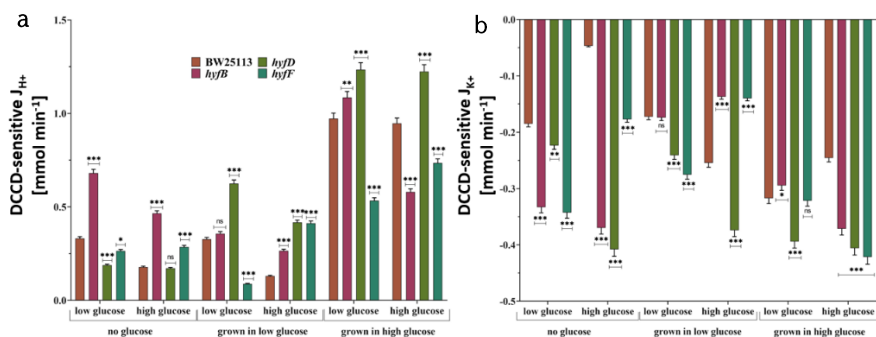 a
DCCD-sensitive J_H+
[mmol min⁻¹]
1.5
1.0
0.5
0.0
BW25113
hyfB
hyfD
hyfF
*** *** * *** ns *** ns *** *** *** *** *** ** *** *** *** *** ***
low glucose high glucose low glucose high glucose low glucose high glucose
no glucose grown in low glucose grown in high glucose
b
DCCD-sensitive J_K+
[mmol min⁻¹]
-0.0
-0.1
-0.2
-0.3
-0.4
-0.5
*** ** *** *** *** *** ns *** *** *** *** *** * *** ns ***
low glucose high glucose low glucose high glucose low glucose high glucose
no glucose grown in low glucose grown in high glucose